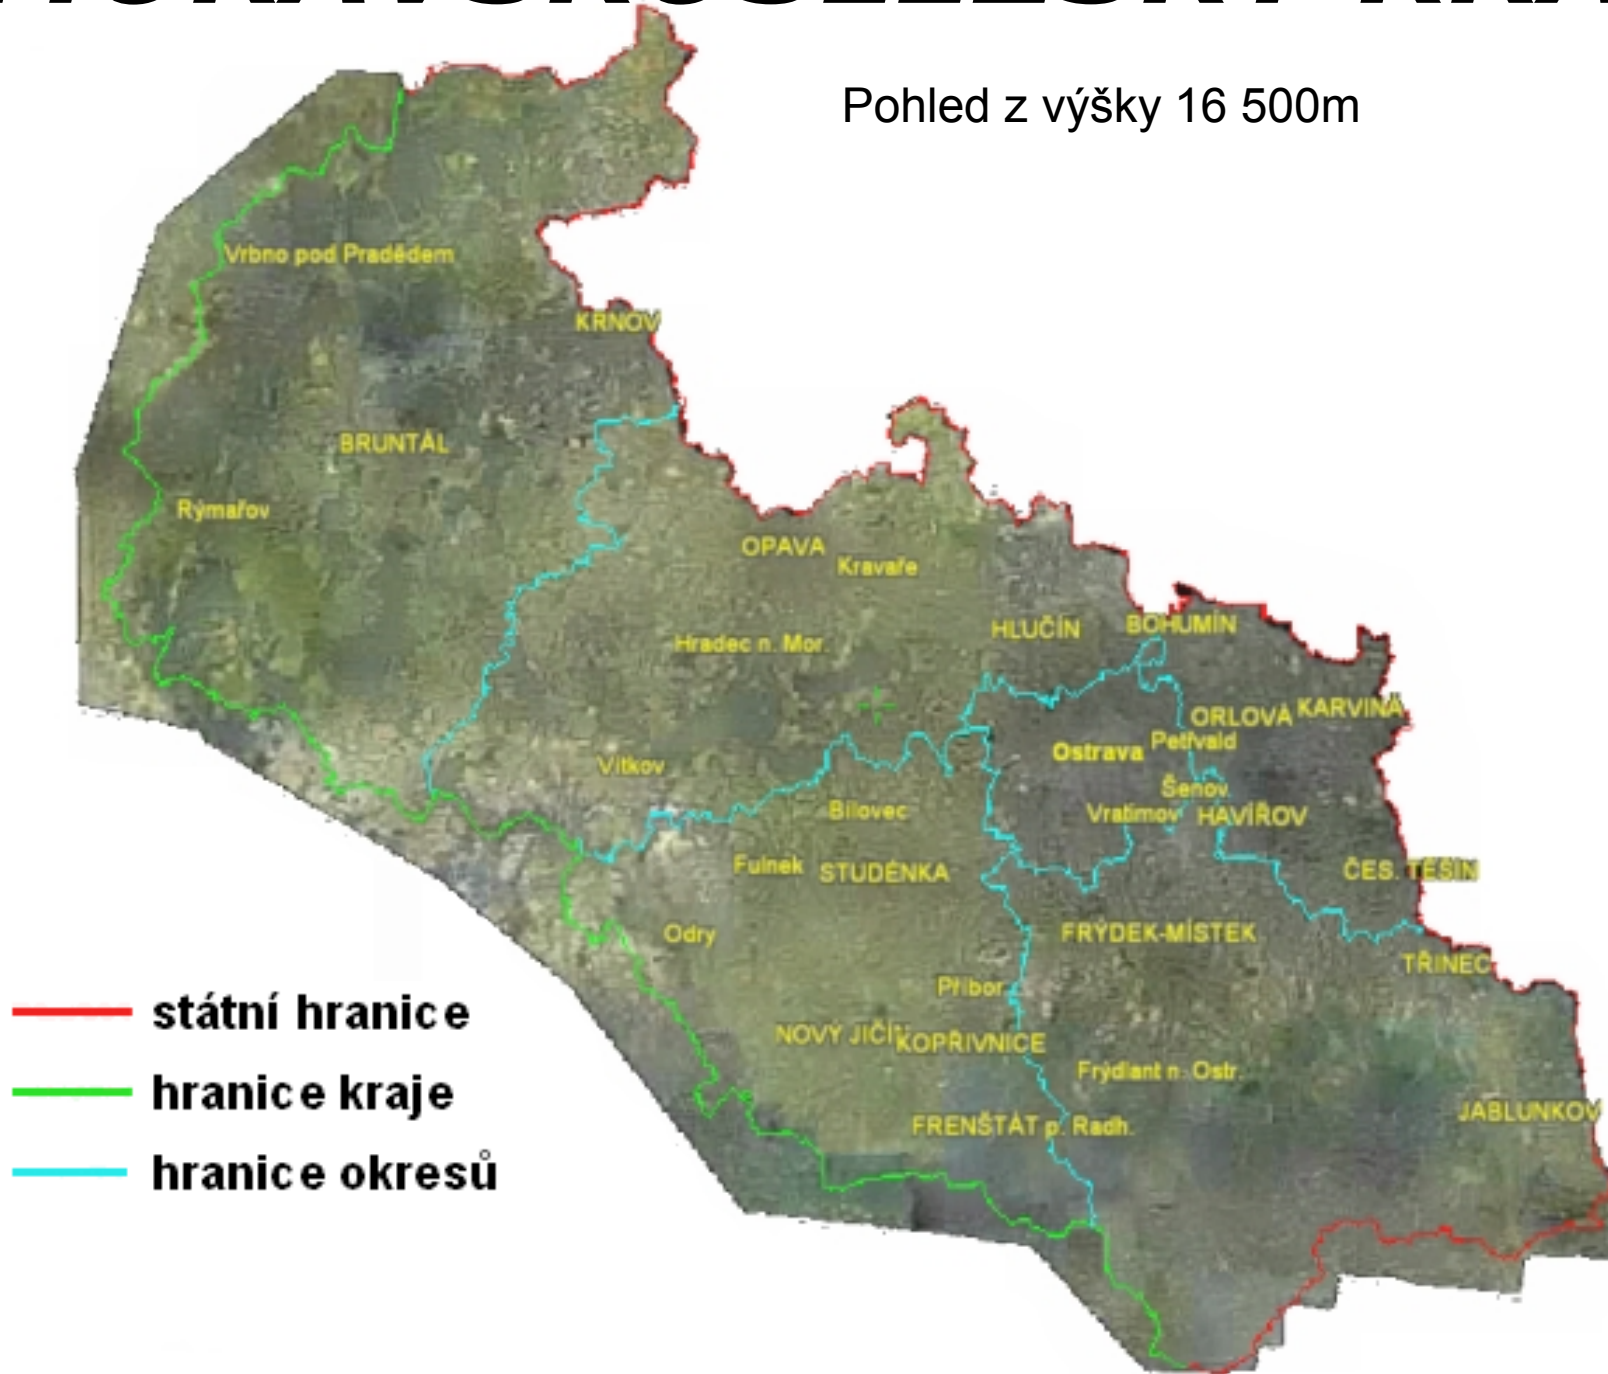 Pohled z výšky 16 500m
Vrbno pod Pradědem
KRNOV
BRUNTÁL
Rýmařov
OPAVA
Kravaře
HLUČÍN
BOHUMÍN
Hradec n. Mor.
ORLOVÁ
KARVINÁ
Petřvald
Ostrava
Vítkov
Šenov
Bílovec
Vratimov
HAVÍŘOV
Fulnek
STUDÉNKA
ČES. TĚŠÍN
Odry
FRÝDEK-MÍSTEK
TŘINEC
Příbor
státní hranice
NOVÝ JIČÍN
KOPŘIVNICE
Frýdlant n. Ostr.
hranice kraje
JABLUNKOV
FRENŠTÁT p. Radh.
hranice okresů